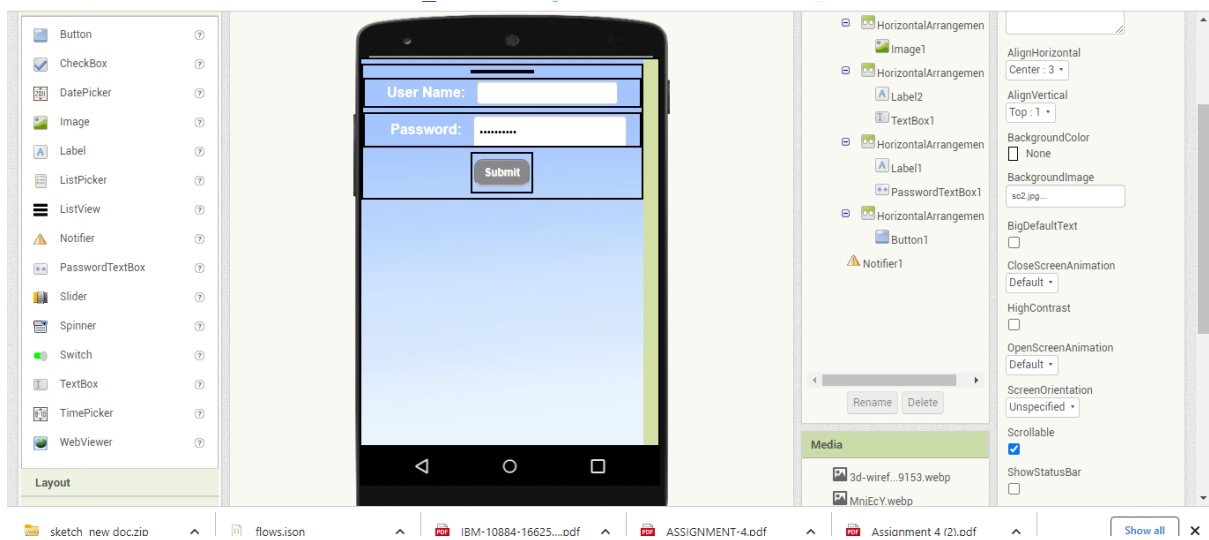 Button
CheckBox
DatePicker
Image
Label
ListPicker
ListView
Notifier
PasswordTextBox
Slider
Spinner
Switch
TextBox
TimePicker
WebViewer
Layout
User Name:
Password:
Submit
HorizontalArrangemen
Image1
HorizontalArrangemen
Label2
TextBox1
HorizontalArrangemen
Label1
PasswordTextBox1
HorizontalArrangemen
Button1
Notifier1
Rename Delete
Media
3d-wiref...9153.webp
MnjEcY.webp
AlignHorizontal
Center : 3
AlignVertical
Top : 1
BackgroundColor
None
BackgroundImage
sc2.jpg...
BigDefaultText
CloseScreenAnimation
Default
HighContrast
OpenScreenAnimation
Default
ScreenOrientation
Unspecified
Scrollable
ShowStatusBar
sketch_new doc.zip
flows.json
IBM-10884-16625....pdf
ASSIGNMENT-4.pdf
Assignment 4 (2).pdf
Show all